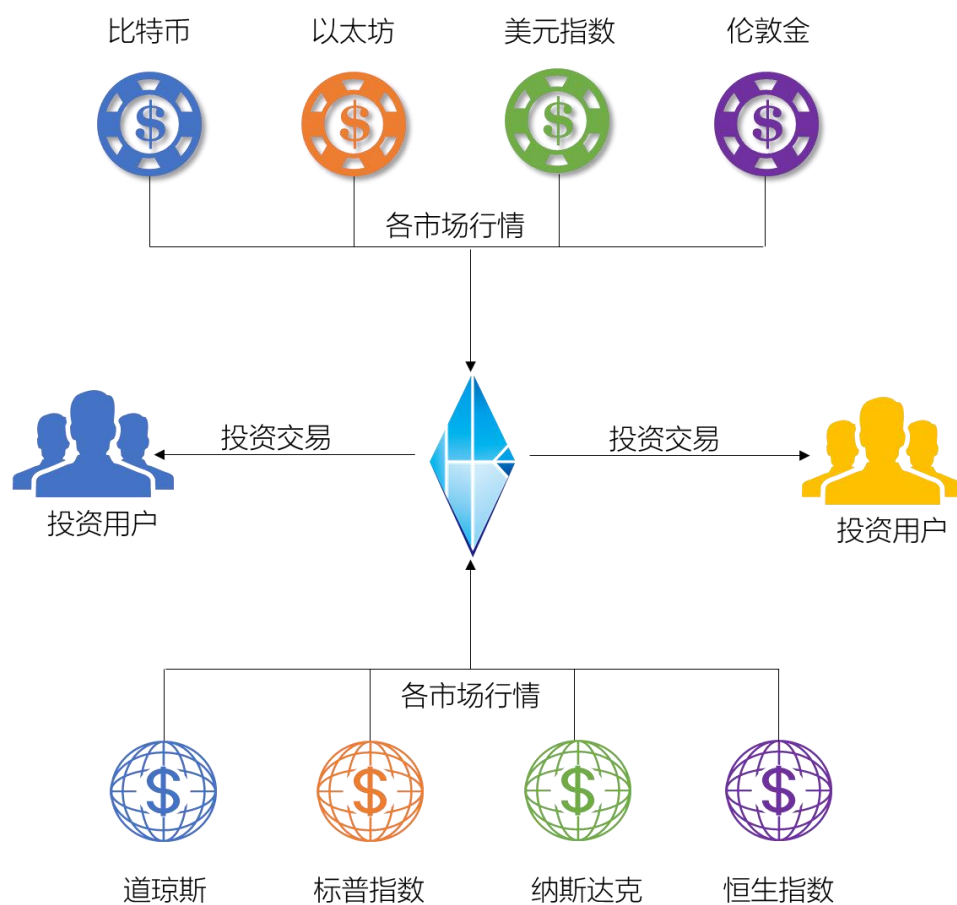 比特币
以太坊
美元指数
伦敦金
各市场行情
投资交易
投资交易
投资用户
投资用户
各市场行情
道琼斯
标普指数
纳斯达克
恒生指数